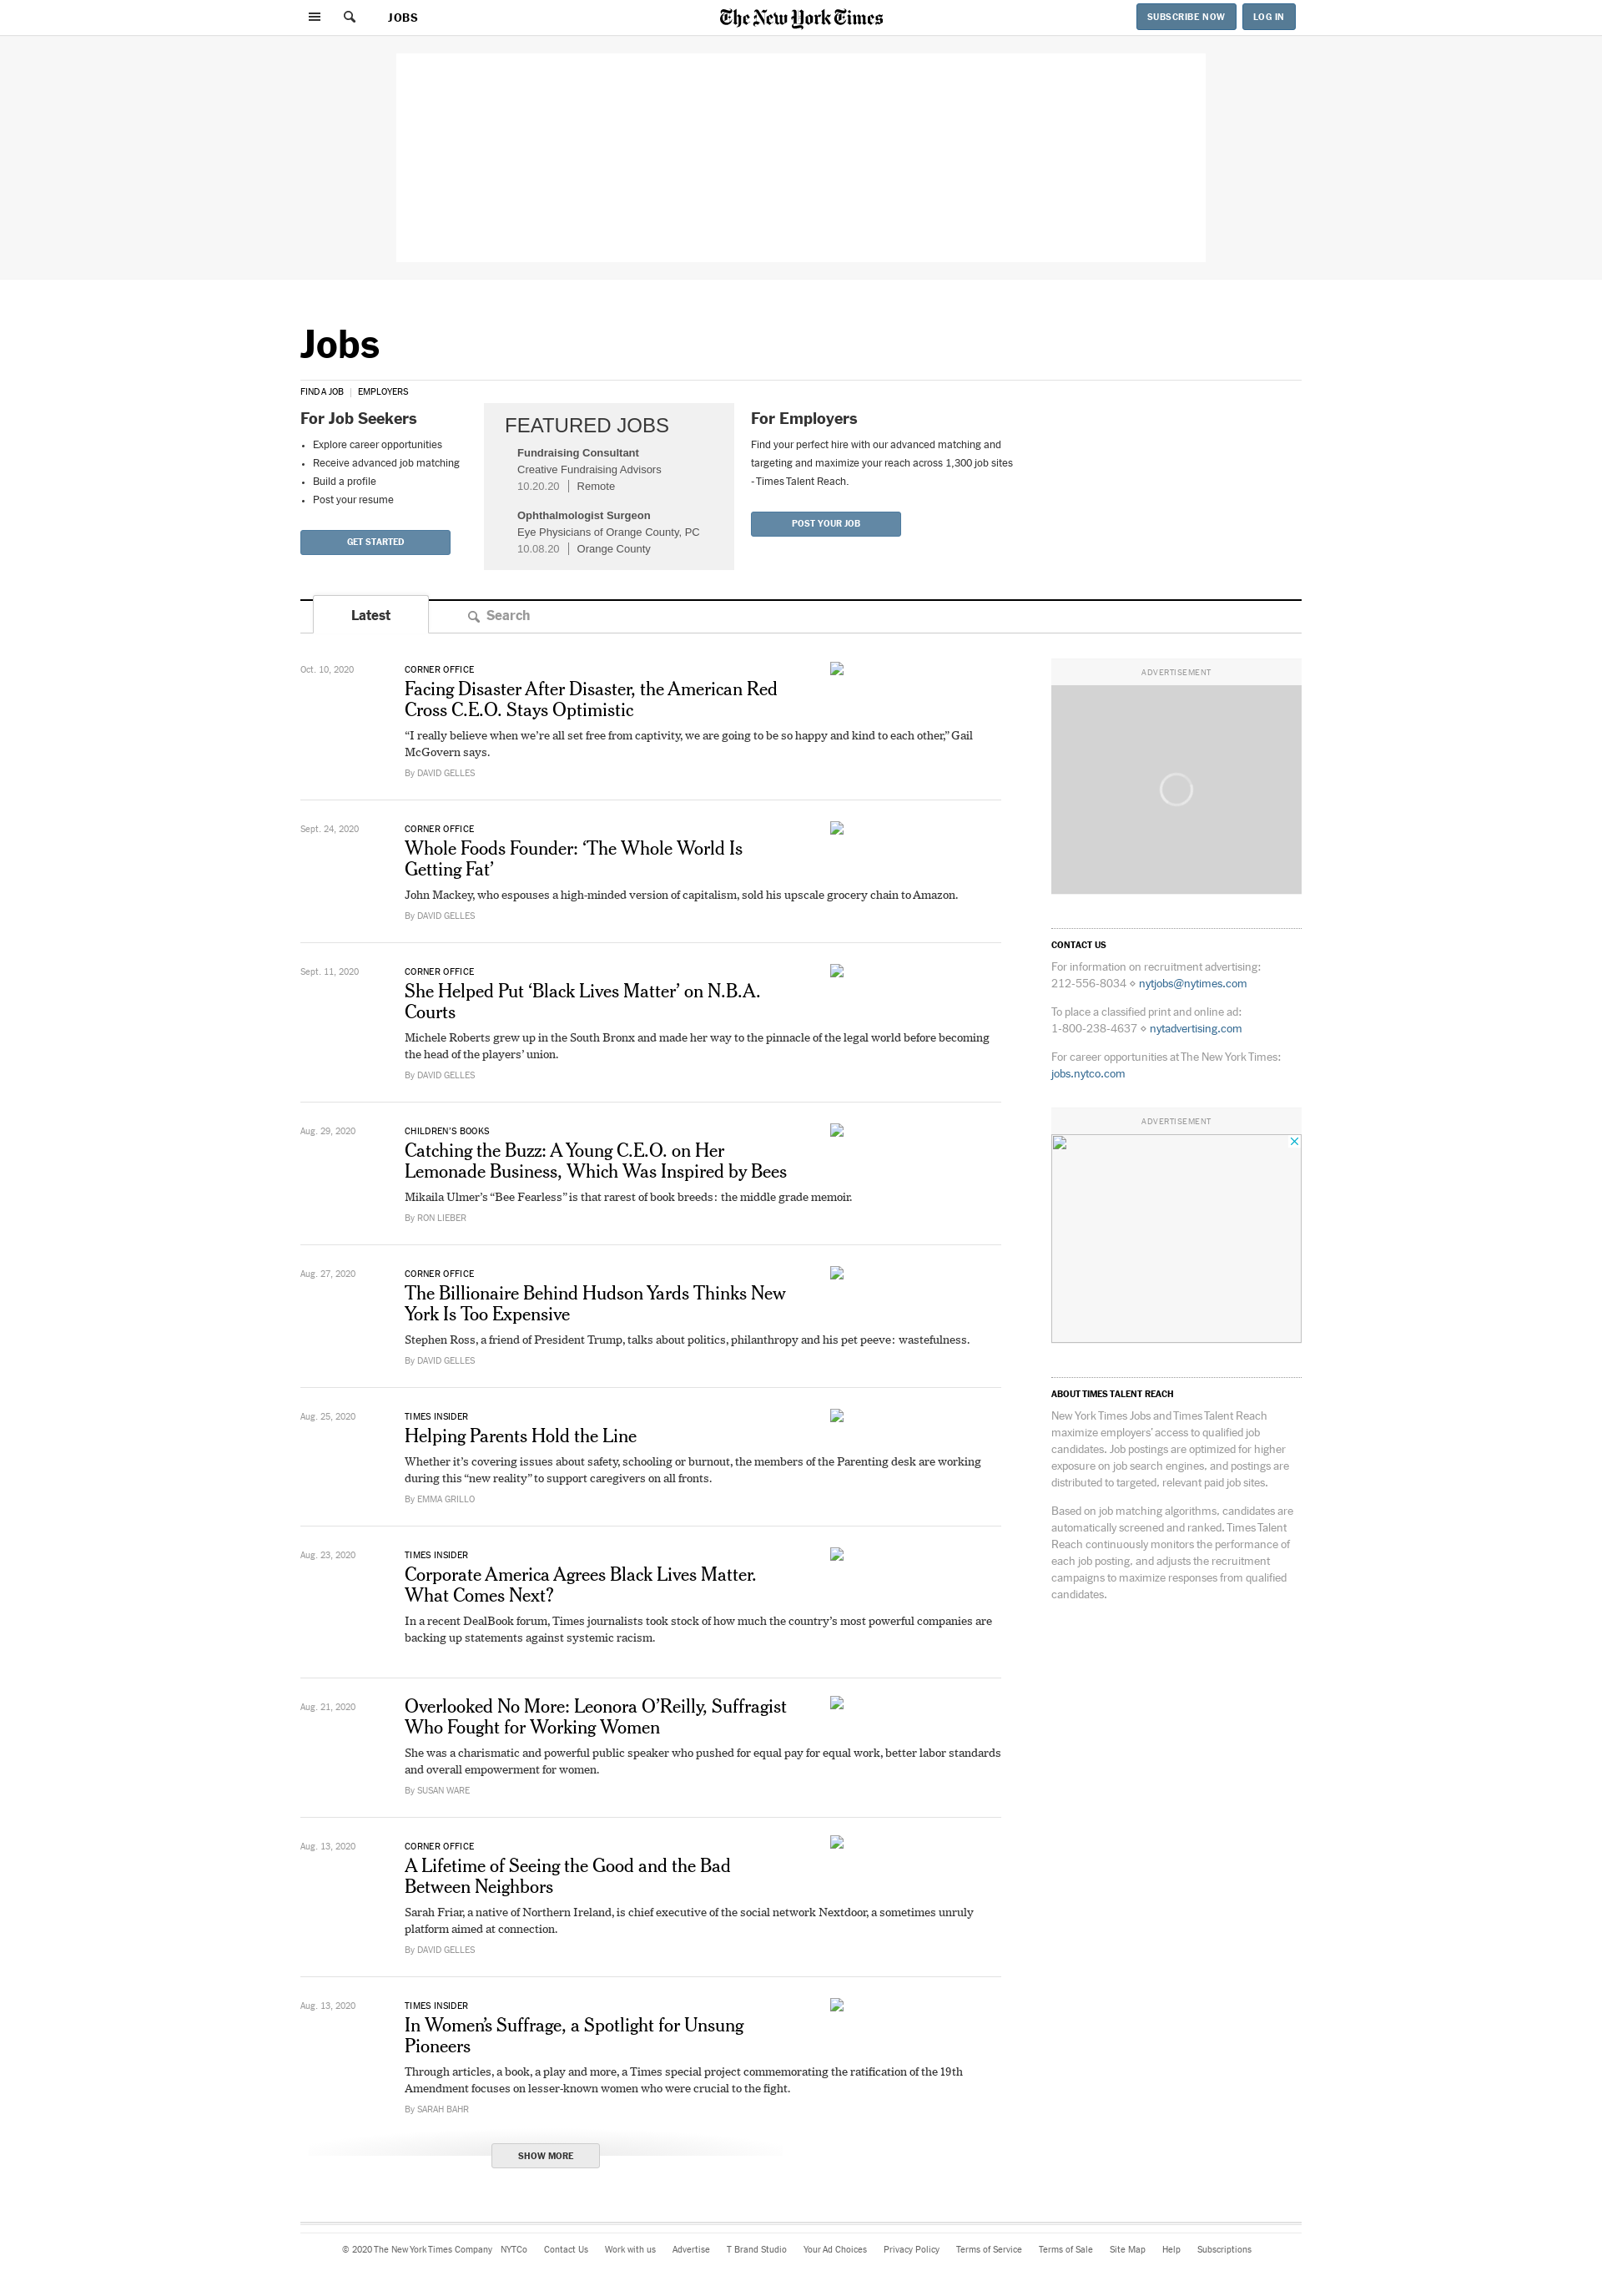 JOBS
The New York Times
SUBSCRIBE NOW
LOG IN
Jobs
FIND A JOB | EMPLOYERS
For Job Seekers
• Explore career opportunities
• Receive advanced job matching
• Build a profile
• Post your resume
GET STARTED
FEATURED JOBS
Fundraising Consultant
Creative Fundraising Advisors
10.20.20 | Remote
Ophthalmologist Surgeon
Eye Physicians of Orange County, PC
10.08.20 | Orange County
For Employers
Find your perfect hire with our advanced matching and
targeting and maximize your reach across 1,300 job sites
- Times Talent Reach.
POST YOUR JOB
Latest
Search
Oct. 10, 2020
CORNER OFFICE
Facing Disaster After Disaster, the American Red
Cross C.E.O. Stays Optimistic
“I really believe when we’re all set free from captivity, we are going to be so happy and kind to each other,” Gail
McGovern says.
By DAVID GELLES
Sept. 24, 2020
CORNER OFFICE
Whole Foods Founder: ‘The Whole World Is
Getting Fat’
John Mackey, who espouses a high-minded version of capitalism, sold his upscale grocery chain to Amazon.
By DAVID GELLES
Sept. 11, 2020
CORNER OFFICE
She Helped Put ‘Black Lives Matter’ on N.B.A.
Courts
Michele Roberts grew up in the South Bronx and made her way to the pinnacle of the legal world before becoming
the head of the players’ union.
By DAVID GELLES
Aug. 29, 2020
CHILDREN’S BOOKS
Catching the Buzz: A Young C.E.O. on Her
Lemonade Business, Which Was Inspired by Bees
Mikaila Ulmer’s “Bee Fearless” is that rarest of book breeds: the middle grade memoir.
By RON LIEBER
Aug. 27, 2020
CORNER OFFICE
The Billionaire Behind Hudson Yards Thinks New
York Is Too Expensive
Stephen Ross, a friend of President Trump, talks about politics, philanthropy and his pet peeve: wastefulness.
By DAVID GELLES
Aug. 25, 2020
TIMES INSIDER
Helping Parents Hold the Line
Whether it’s covering issues about safety, schooling or burnout, the members of the Parenting desk are working
during this “new reality” to support caregivers on all fronts.
By EMMA GRILLO
Aug. 23, 2020
TIMES INSIDER
Corporate America Agrees Black Lives Matter.
What Comes Next?
In a recent DealBook forum, Times journalists took stock of how much the country’s most powerful companies are
backing up statements against systemic racism.
Aug. 21, 2020
Overlooked No More: Leonora O’Reilly, Suffragist
Who Fought for Working Women
She was a charismatic and powerful public speaker who pushed for equal pay for equal work, better labor standards
and overall empowerment for women.
By SUSAN WARE
Aug. 13, 2020
CORNER OFFICE
A Lifetime of Seeing the Good and the Bad
Between Neighbors
Sarah Friar, a native of Northern Ireland, is chief executive of the social network Nextdoor, a sometimes unruly
platform aimed at connection.
By DAVID GELLES
Aug. 13, 2020
TIMES INSIDER
In Women’s Suffrage, a Spotlight for Unsung
Pioneers
Through articles, a book, a play and more, a Times special project commemorating the ratification of the 19th
Amendment focuses on lesser-known women who were crucial to the fight.
By SARAH BAHR
SHOW MORE
ADVERTISEMENT
CONTACT US
For information on recruitment advertising:
212-556-8034 ⋄ nytjobs@nytimes.com
To place a classified print and online ad:
1-800-238-4637 ⋄ nytadvertising.com
For career opportunities at The New York Times:
jobs.nytco.com
ADVERTISEMENT
ABOUT TIMES TALENT REACH
New York Times Jobs and Times Talent Reach
maximize employers’ access to qualified job
candidates. Job postings are optimized for higher
exposure on job search engines, and postings are
distributed to targeted, relevant paid job sites.
Based on job matching algorithms, candidates are
automatically screened and ranked. Times Talent
Reach continuously monitors the performance of
each job posting, and adjusts the recruitment
campaigns to maximize responses from qualified
candidates.
© 2020 The New York Times Company NYTCo Contact Us Work with us Advertise T Brand Studio Your Ad Choices Privacy Policy Terms of Service Terms of Sale Site Map Help Subscriptions